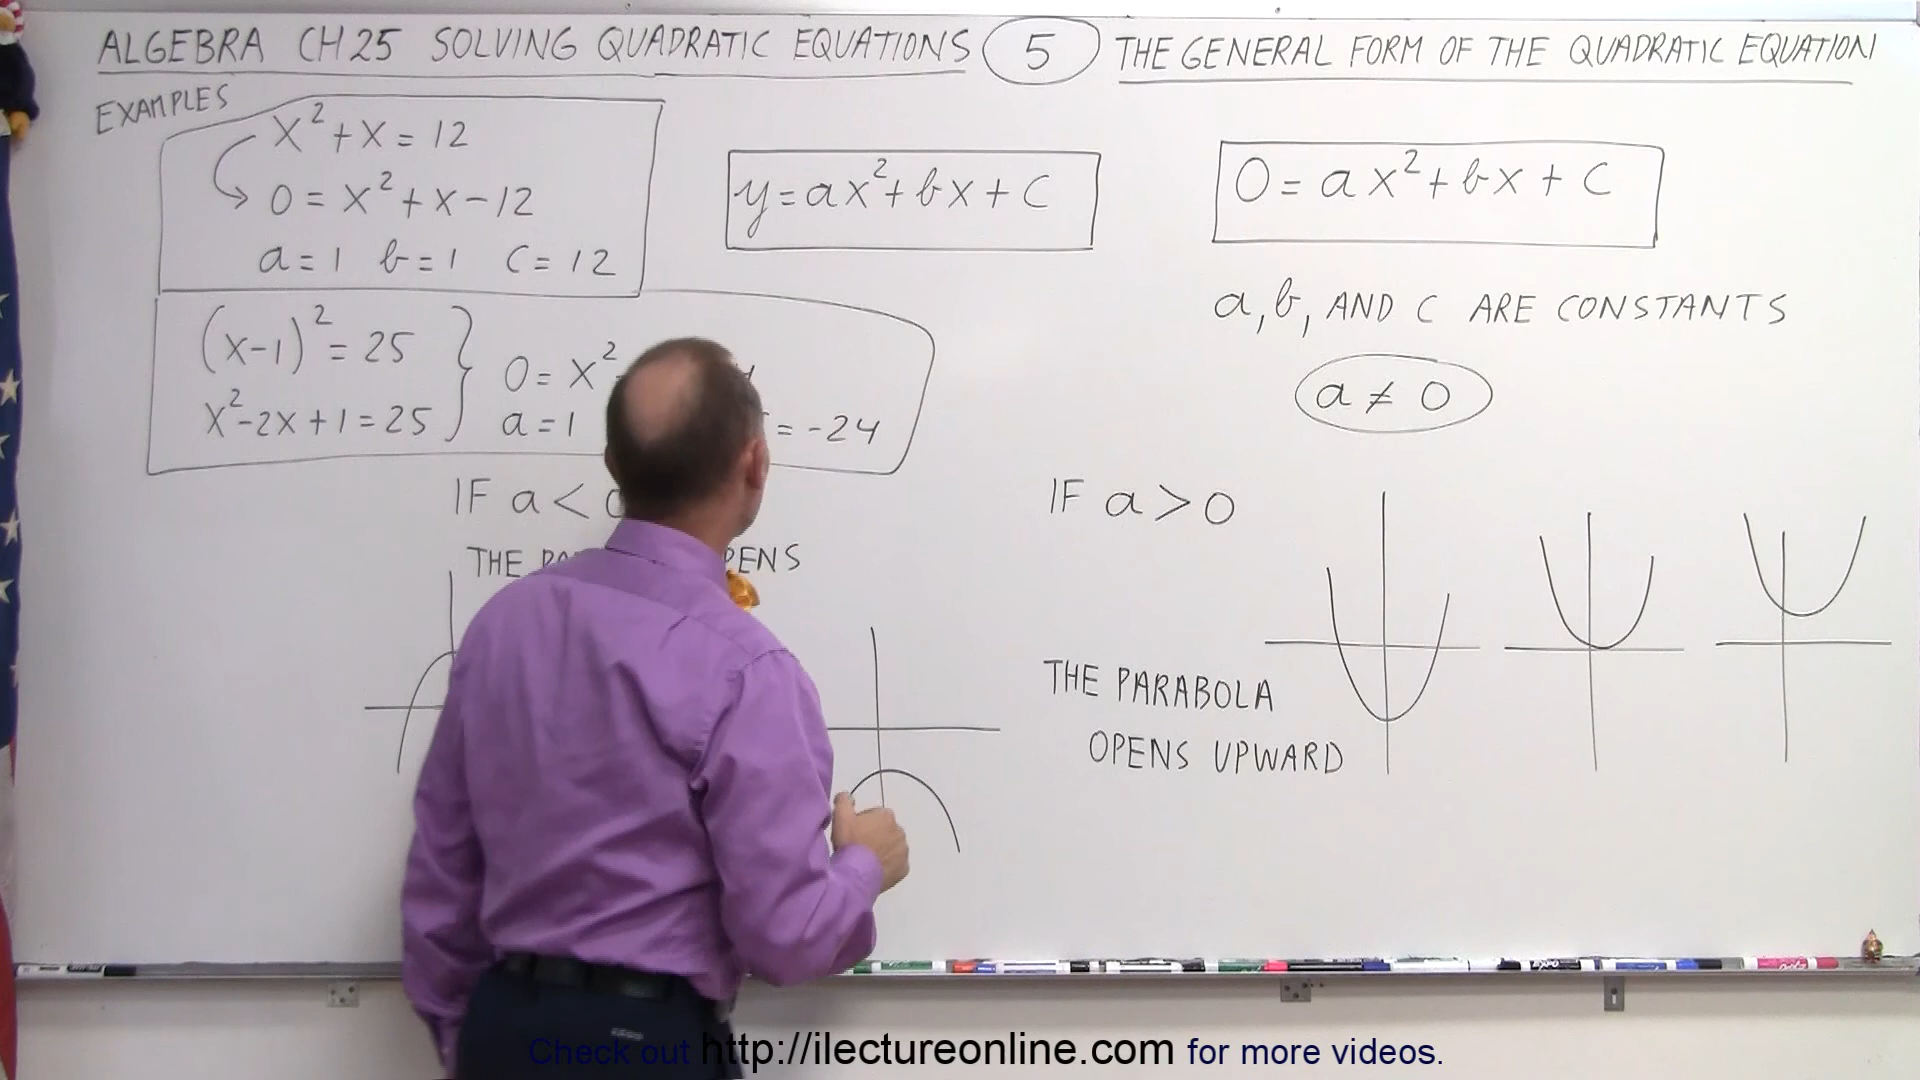 ALGEBRA CH 25 SOLVING QUADRATIC EQUATIONS 5 THE GENERAL FORM OF THE QUADRATIC EQUATION
EXAMPLES
x² + x = 12
0 = x² + x - 12
a = 1 b = 1 c = 12
y = ax² + bx + c
0 = ax² + bx + c
a, b, AND C ARE CONSTANTS
a ≠ 0
(x-1)² = 25
x² - 2x + 1 = 25
0 = x²
a = 1 = -24
IF a <
THE
IF a > 0
THE PARABOLA
OPENS UPWARD
Check out http://ilectureonline.com for more videos.